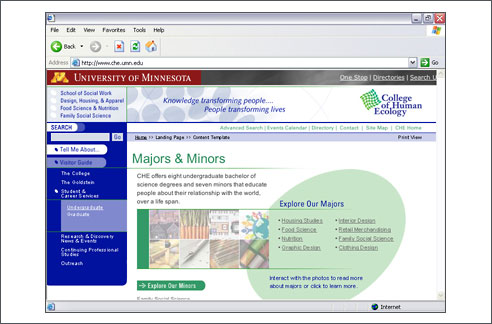 File Edit View Favorites Tools Help
Back
Address http://www.che.umn.edu Go
M UNIVERSITY OF MINNESOTA One Stop | Directories | Search U
School of Social Work
Design, Housing, & Apparel
Food Science & Nutrition
Family Social Science
Knowledge transforming people....
People transforming lives
College
of Human
Ecology
SEARCH
Advanced Search | Events Calendar | Directory | Contact | Site Map | CHE Home
Go
Home >> Landing Page >> Content Template Print View
Tell Me About...
Visitor Guide
The College
The Goldstein
Student &
Career Services
Undergraduate
Graduate
Research & Discovery
News & Events
Continuing Professional
Studies
Outreach
Majors & Minors
CHE offers eight undergraduate bachelor of
science degrees and seven minors that educate
people about their relationship with the world,
over a life span.
Explore Our Majors
Housing Studies
Food Science
Nutrition
Graphic Design
Interior Design
Retail Merchandising
Family Social Science
Clothing Design
Interact with the photos to read more
about majors or click to learn more.
Explore Our Minors
Family Social Science
Internet